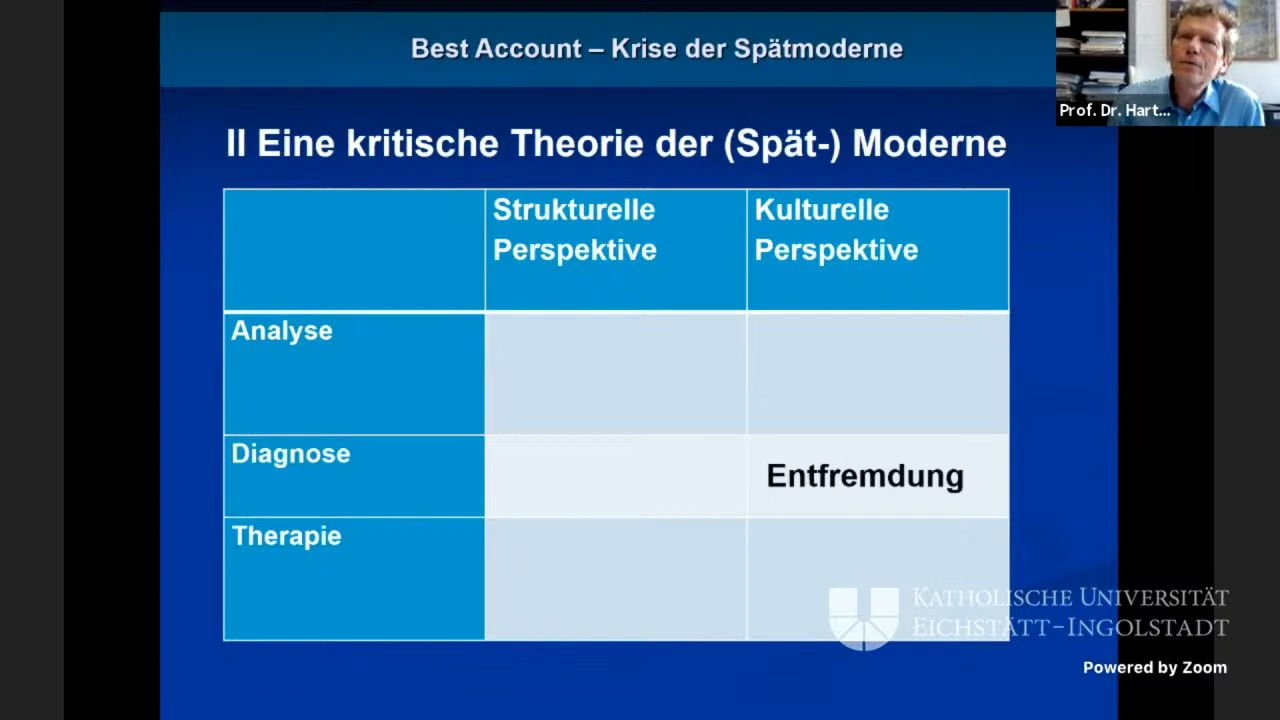 Best Account – Krise der Spätmoderne
Prof. Dr. Hart...
II Eine kritische Theorie der (Spät-) Moderne
Strukturelle
Perspektive
Kulturelle
Perspektive
Analyse
Diagnose
Entfremdung
Therapie
KATHOLISCHE UNIVERSITÄT
EICHSTÄTT-INGOLSTADT
Powered by Zoom